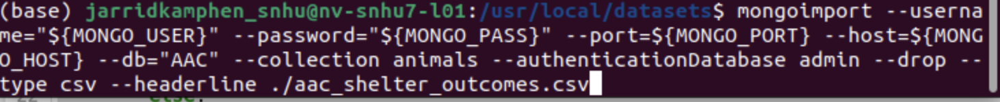 (base) jarridkamphen_snhu@nv-snhu7-l01:/usr/local/datasets$ mongoimport --userna
me="${MONGO_USER}" --password="${MONGO_PASS}" --port=${MONGO_PORT} --host=${MONG
O_HOST} --db="AAC" --collection animals --authenticationDatabase admin --drop --
type csv --headerline ./aac_shelter_outcomes.csv